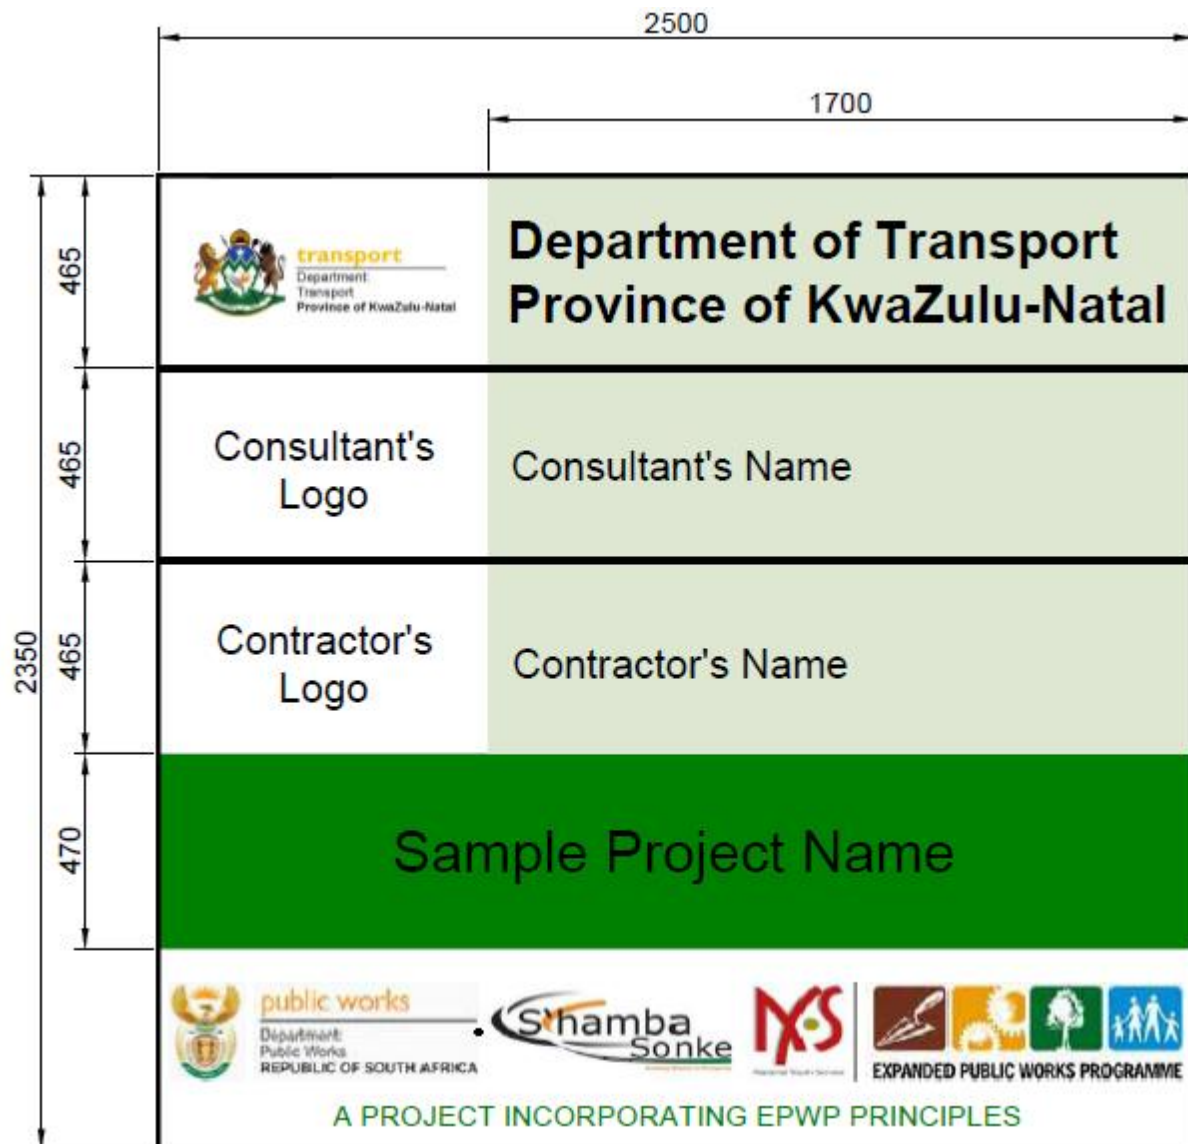 2500
1700
2350
465
transport
Department:
Transport
Province of KwaZulu-Natal
Department of Transport
Province of KwaZulu-Natal
465
Consultant's
Logo
Consultant's Name
465
Contractor's
Logo
Contractor's Name
470
Sample Project Name
public works
Department:
Public Works
REPUBLIC OF SOUTH AFRICA
S'hamba
Sonke
NYS
EXPANDED PUBLIC WORKS PROGRAMME
A PROJECT INCORPORATING EPWP PRINCIPLES